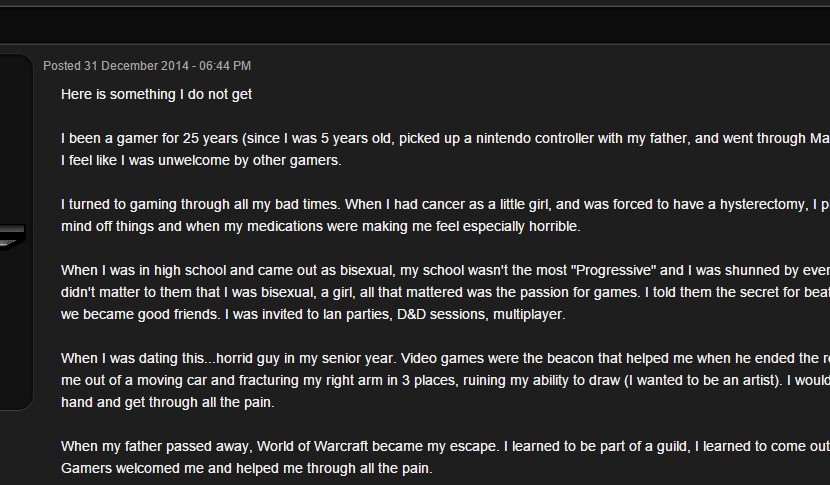 Posted 31 December 2014 - 06:44 PM
Here is something I do not get
I been a gamer for 25 years (since I was 5 years old, picked up a nintendo controller with my father, and went through Ma
I feel like I was unwelcome by other gamers.
I turned to gaming through all my bad times. When I had cancer as a little girl, and was forced to have a hysterectomy, I p
mind off things and when my medications were making me feel especially horrible.
When I was in high school and came out as bisexual, my school wasn't the most "Progressive" and I was shunned by ever
didn't matter to them that I was bisexual, a girl, all that mattered was the passion for games. I told them the secret for beat
we became good friends. I was invited to lan parties, D&D sessions, multiplayer.
When I was dating this...horrid guy in my senior year. Video games were the beacon that helped me when he ended the re
me out of a moving car and fracturing my right arm in 3 places, ruining my ability to draw (I wanted to be an artist). I would
hand and get through all the pain.
When my father passed away, World of Warcraft became my escape. I learned to be part of a guild, I learned to come out
Gamers welcomed me and helped me through all the pain.